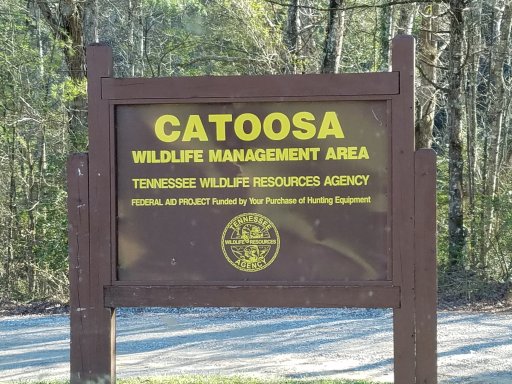 CATOOSA
WILDLIFE MANAGEMENT AREA
TENNESSEE WILDLIFE RESOURCES AGENCY
FEDERAL AID PROJECT Funded by Your Purchase of Hunting Equipment
TENNESSEE
WILDLIFE RESOURCES
AGENCY